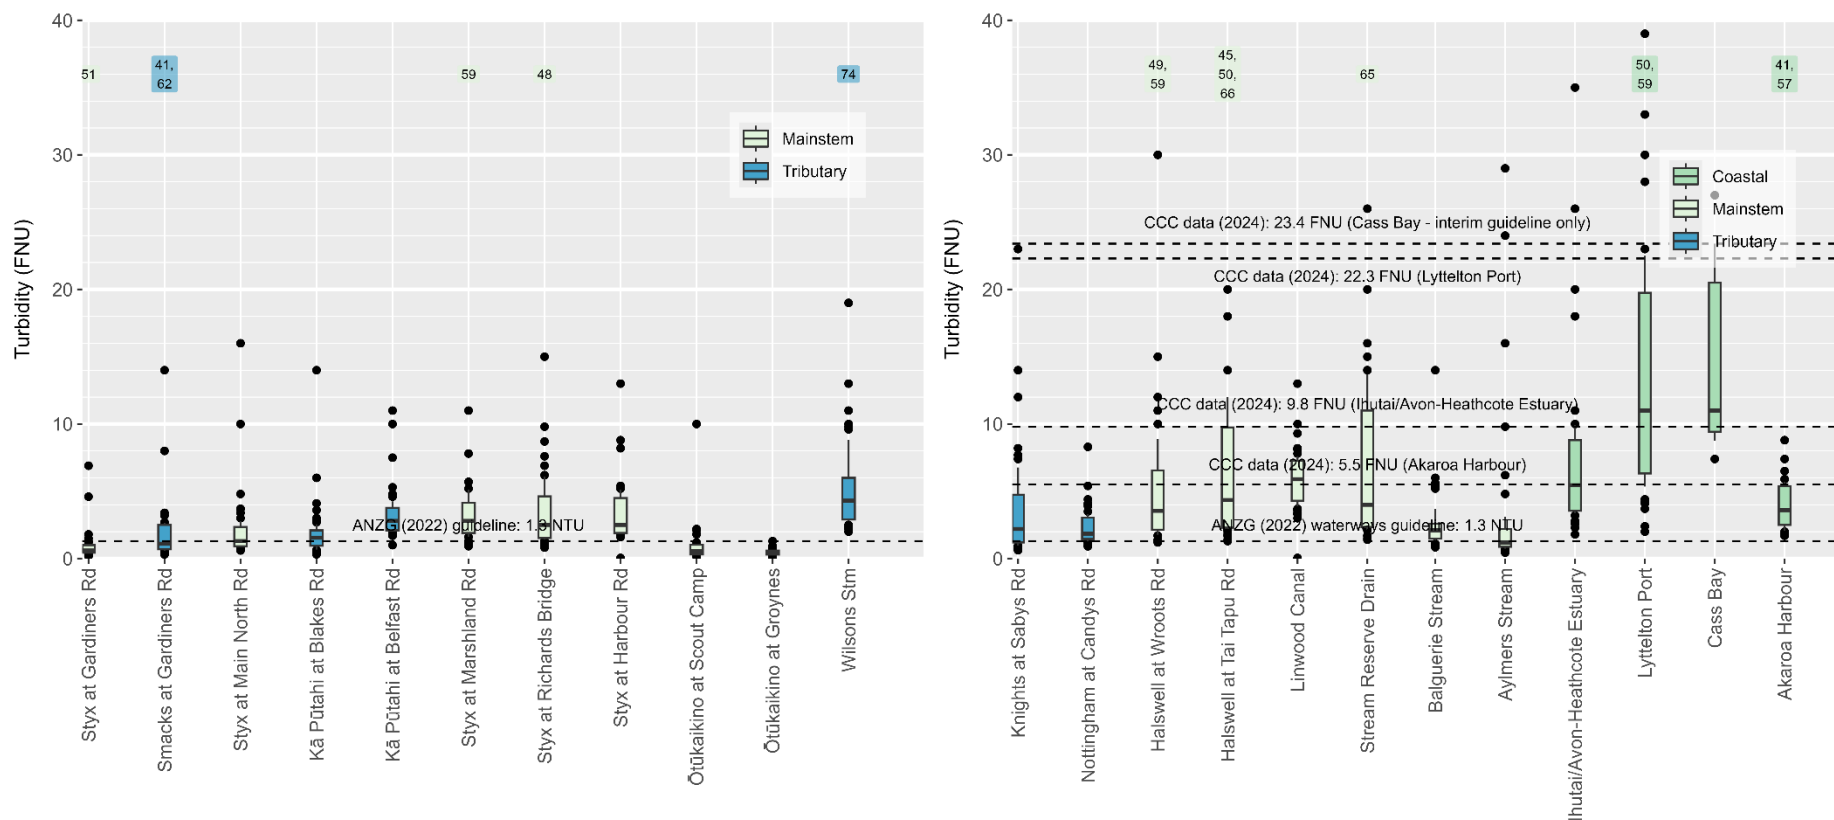 40
30
20
10
0
Turbidity (FNU)
51
41,
62
59
48
74
Mainstem
Tributary
ANZG (2022) guideline: 1.3 NTU
Styx at Gardiners Rd
Smacks at Gardiners Rd
Styx at Main North Rd
Kā Pūtahi at Blakes Rd
Kā Pūtahi at Belfast Rd
Styx at Marshland Rd
Styx at Richards Bridge
Styx at Harbour Rd
Ōtūkaikino at Scout Camp
Ōtūkaikino at Groynes
Wilsons Stm
40
30
20
10
0
Turbidity (FNU)
49,
59
45,
50,
66
65
50,
59
41,
57
Coastal
Mainstem
Tributary
CCC data (2024): 23.4 FNU (Cass Bay - interim guideline only)
CCC data (2024): 22.3 FNU (Lyttelton Port)
CCC data (2024): 9.8 FNU (Ihutai/Avon-Heathcote Estuary)
CCC data (2024): 5.5 FNU (Akaroa Harbour)
ANZG (2022) waterways guideline: 1.3 NTU
Knights at Sabys Rd
Nottingham at Candys Rd
Halswell at Wroots Rd
Halswell at Tai Tapu Rd
Linwood Canal
Stream Reserve Drain
Balguerie Stream
Aylmers Stream
Ihutai/Avon-Heathcote Estuary
Lyttelton Port
Cass Bay
Akaroa Harbour